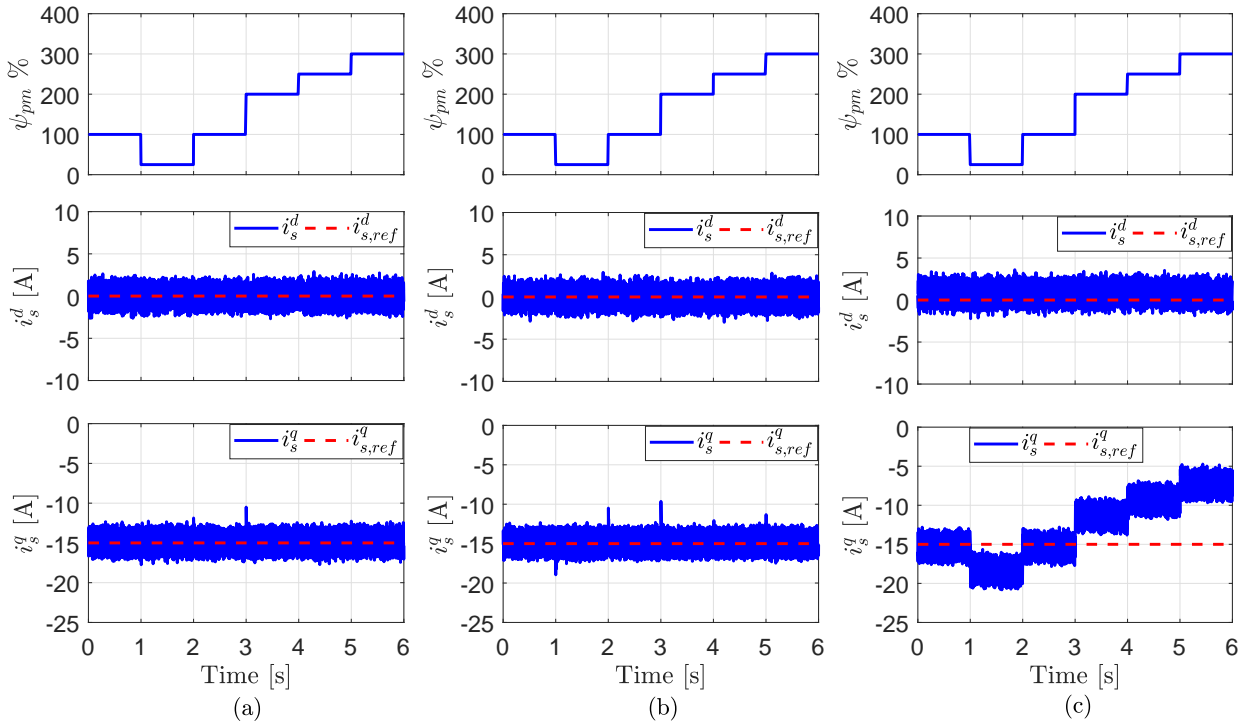 400
300
200
100
0
ψ_pm %
10
5
0
-5
-10
i_s^d [A]
i_s^d i_{s,ref}^d
0
-5
-10
-15
-20
-25
i_s^q [A]
i_s^q i_{s,ref}^q
0 1 2 3 4 5 6
Time [s]
(a)
400
300
200
100
0
ψ_pm %
10
5
0
-5
-10
i_s^d [A]
i_s^d i_{s,ref}^d
0
-5
-10
-15
-20
-25
i_s^q [A]
i_s^q i_{s,ref}^q
0 1 2 3 4 5 6
Time [s]
(b)
400
300
200
100
0
ψ_pm %
10
5
0
-5
-10
i_s^d [A]
i_s^d i_{s,ref}^d
0
-5
-10
-15
-20
-25
i_s^q [A]
i_s^q i_{s,ref}^q
0 1 2 3 4 5 6
Time [s]
(c)